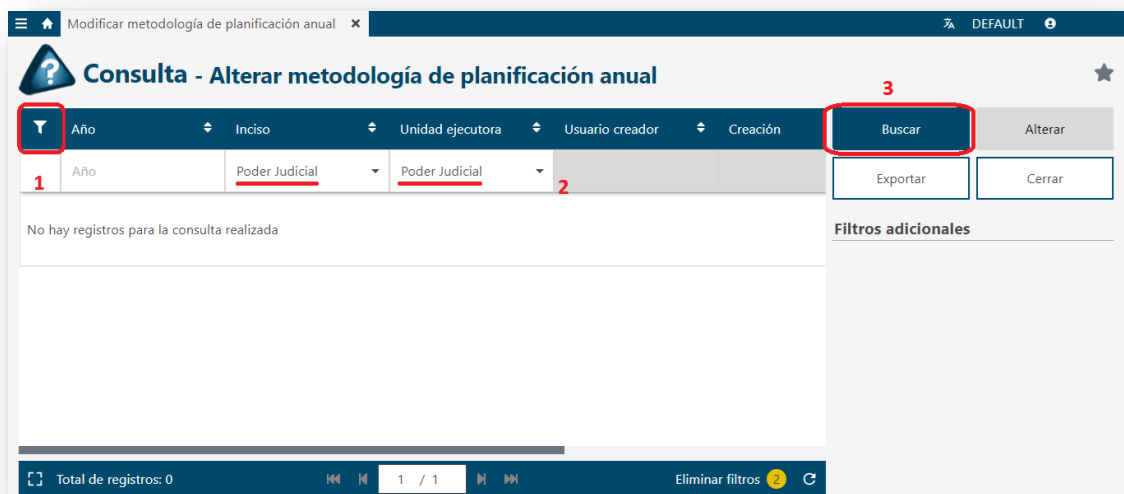 Modificar metodología de planificación anual
DEFAULT
Consulta - Alterar metodología de planificación anual
3
Año Inciso Unidad ejecutora Usuario creador Creación
Buscar Alterar
1 Año Poder Judicial Poder Judicial 2
Exportar Cerrar
No hay registros para la consulta realizada
Filtros adicionales
Total de registros: 0 1 / 1 Eliminar filtros 2